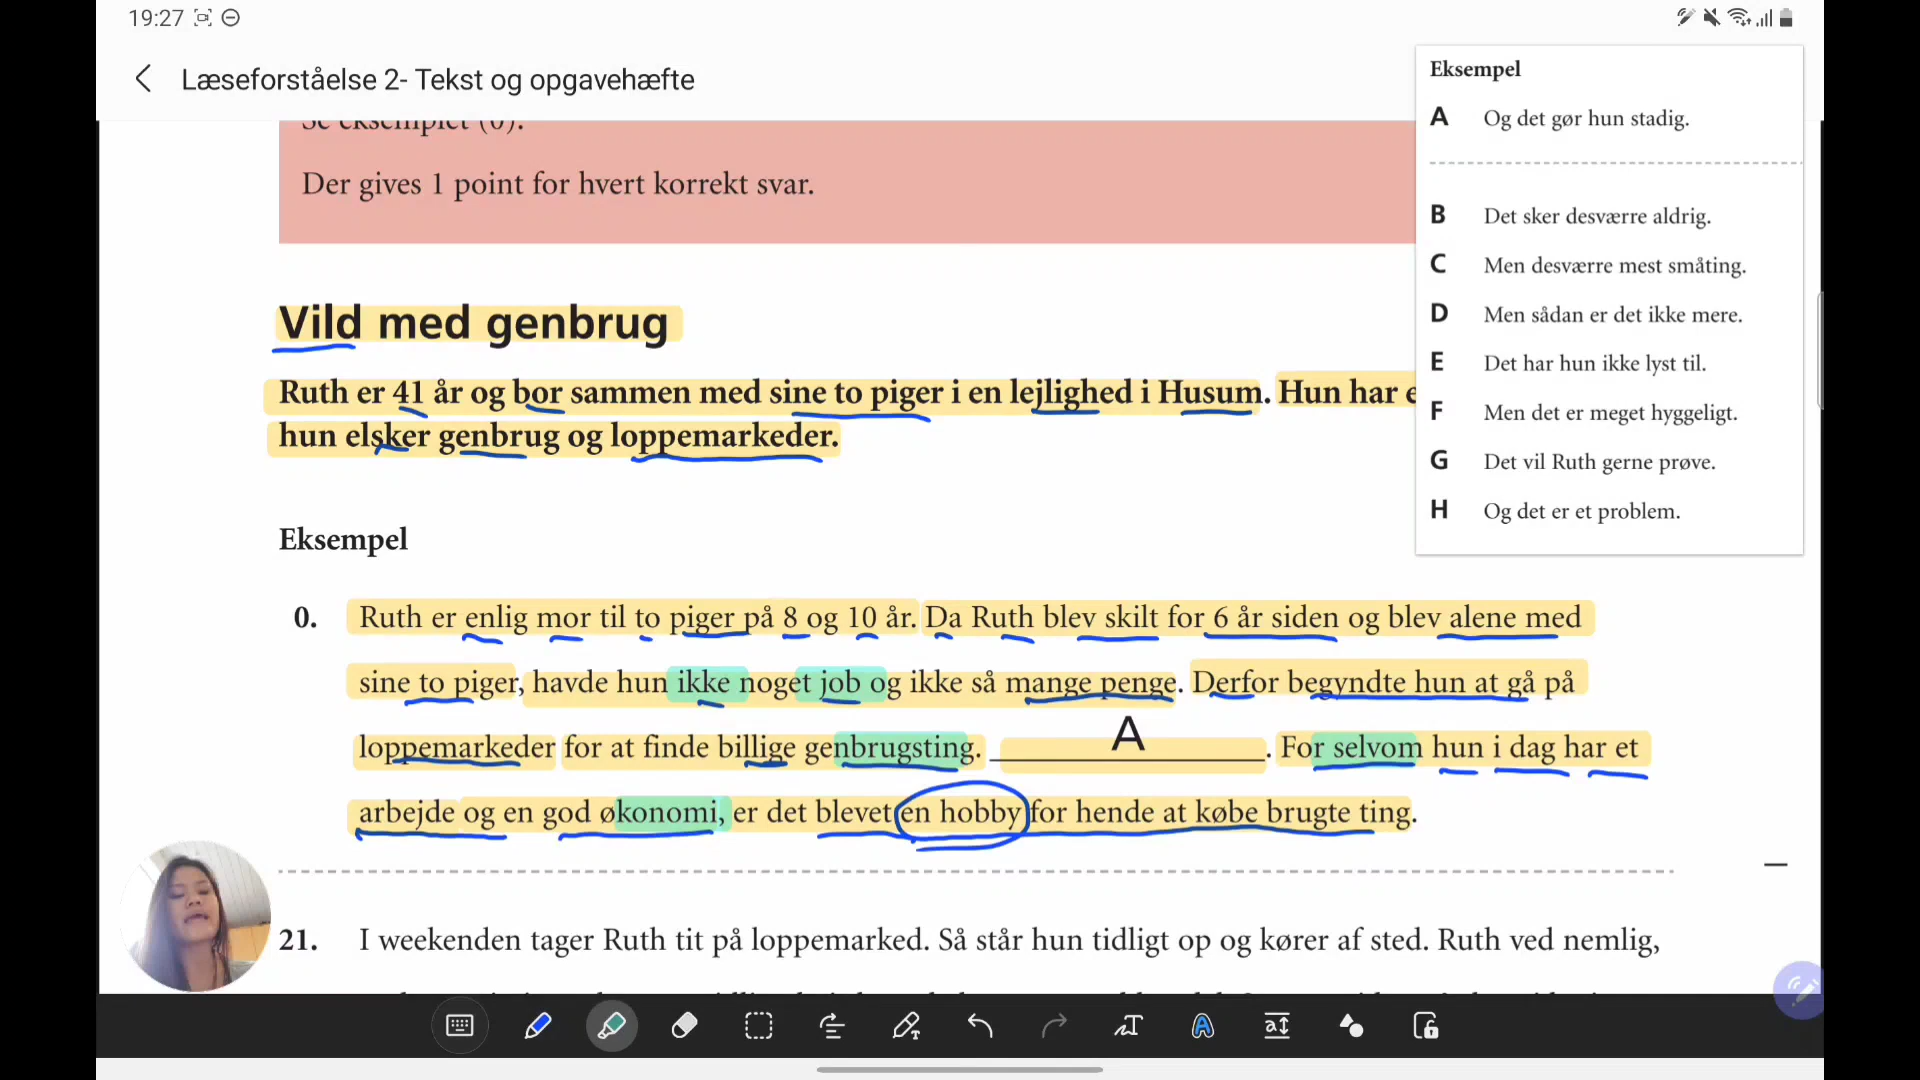 19:27
Læseforståelse 2- Tekst og opgavehæfte
Der gives 1 point for hvert korrekt svar.
Eksempel
A Og det gør hun stadig.
B Det sker desværre aldrig.
C Men desværre mest småting.
D Men sådan er det ikke mere.
E Det har hun ikke lyst til.
F Men det er meget hyggeligt.
G Det vil Ruth gerne prøve.
H Og det er et problem.
Vild med genbrug
Ruth er 41 år og bor sammen med sine to piger i en lejlighed i Husum. Hun har
hun elsker genbrug og loppemarkeder.
Eksempel
0. Ruth er enlig mor til to piger på 8 og 10 år. Da Ruth blev skilt for 6 år siden og blev alene med
sine to piger, havde hun ikke noget job og ikke så mange penge. Derfor begyndte hun at gå på
loppemarkeder for at finde billige genbrugsting. A. For selvom hun i dag har et
arbejde og en god økonomi, er det blevet en hobby for hende at købe brugte ting.
21. I weekenden tager Ruth tit på loppemarked. Så står hun tidligt op og kører af sted. Ruth ved nemlig,